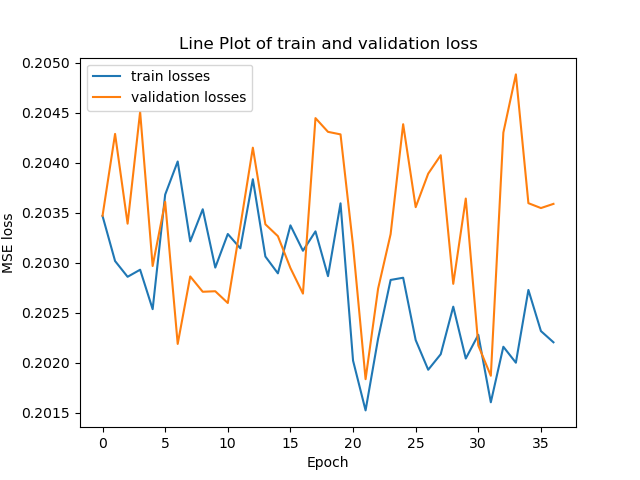 Line Plot of train and validation loss
train losses
validation losses
0.2050
0.2045
0.2040
0.2035
0.2030
0.2025
0.2020
0.2015
MSE loss
0 5 10 15 20 25 30 35
Epoch